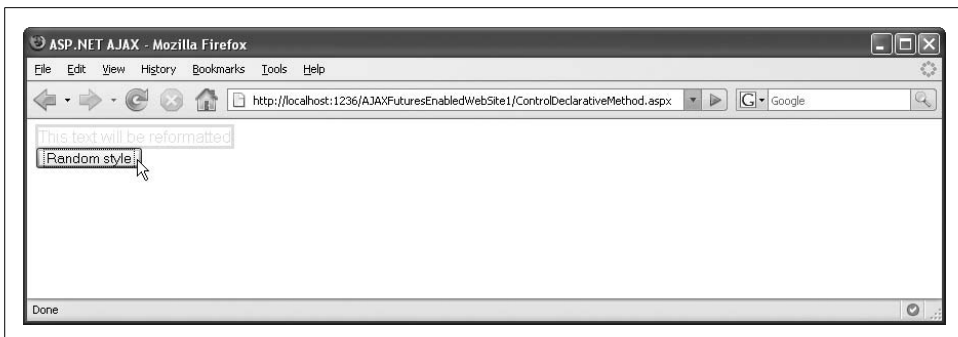 ASP.NET AJAX - Mozilla Firefox
File Edit View History Bookmarks Tools Help
http://localhost:1236/AJAXFuturesEnabledWebSite1/ControlDeclarativeMethod.aspx G Google
This text will be reformatted
Random style
Done